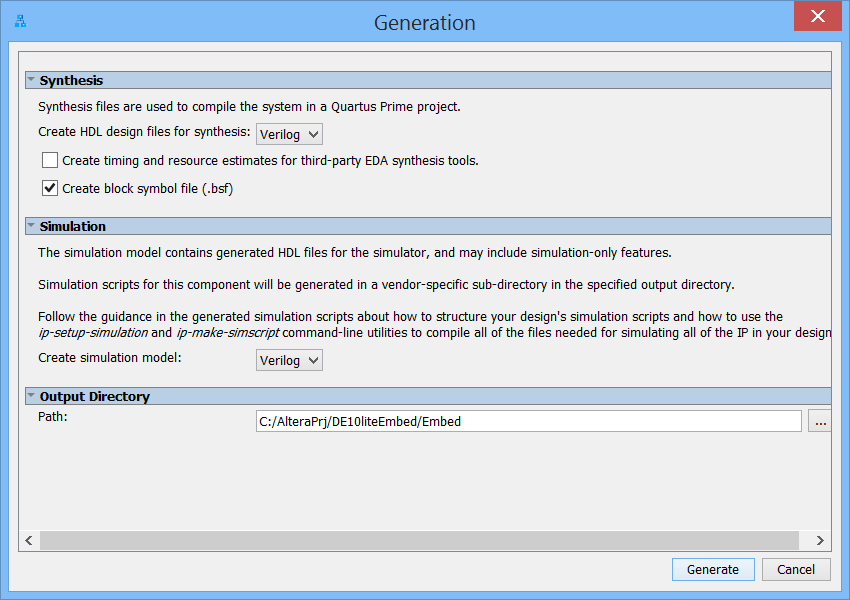 Generation
Synthesis
Synthesis files are used to compile the system in a Quartus Prime project.
Create HDL design files for synthesis: Verilog
Create timing and resource estimates for third-party EDA synthesis tools.
Create block symbol file (.bsf)
Simulation
The simulation model contains generated HDL files for the simulator, and may include simulation-only features.
Simulation scripts for this component will be generated in a vendor-specific sub-directory in the specified output directory.
Follow the guidance in the generated simulation scripts about how to structure your design's simulation scripts and how to use the
ip-setup-simulation and ip-make-simscript command-line utilities to compile all of the files needed for simulating all of the IP in your design
Create simulation model: Verilog
Output Directory
Path: C:/AlteraPrj/DE10liteEmbed/Embed ...
Generate Cancel